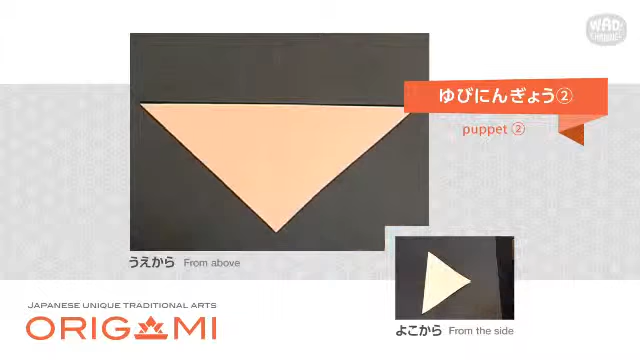 WAO!
CHANNEL
ゆびにんぎょう②
puppet ②
うえから From above
よこから From the side
JAPANESE UNIQUE TRADITIONAL ARTS
ORIGAMI